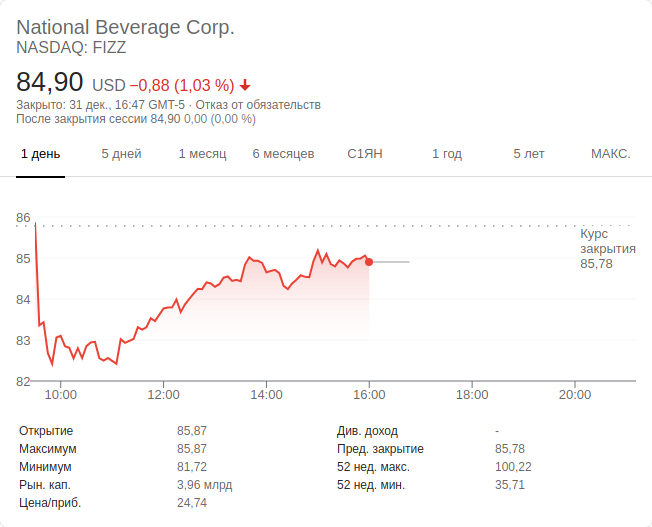 National Beverage Corp.
NASDAQ: FIZZ
84,90 USD −0,88 (1,03 %)
Закрыто: 31 дек., 16:47 GMT-5 · Отказ от обязательств
После закрытия сессии 84,90 0,00 (0,00 %)
1 день 5 дней 1 месяц 6 месяцев С1ЯН 1 год 5 лет МАКС.
86
Курс
закрытия
85,78
85
84
83
82
10:00 12:00 14:00 16:00 18:00 20:00
Открытие 85,87 Див. доход -
Максимум 85,87 Пред. закрытие 85,78
Минимум 81,72 52 нед. макс. 100,22
Рын. кап. 3,96 млрд 52 нед. мин. 35,71
Цена/приб. 24,74